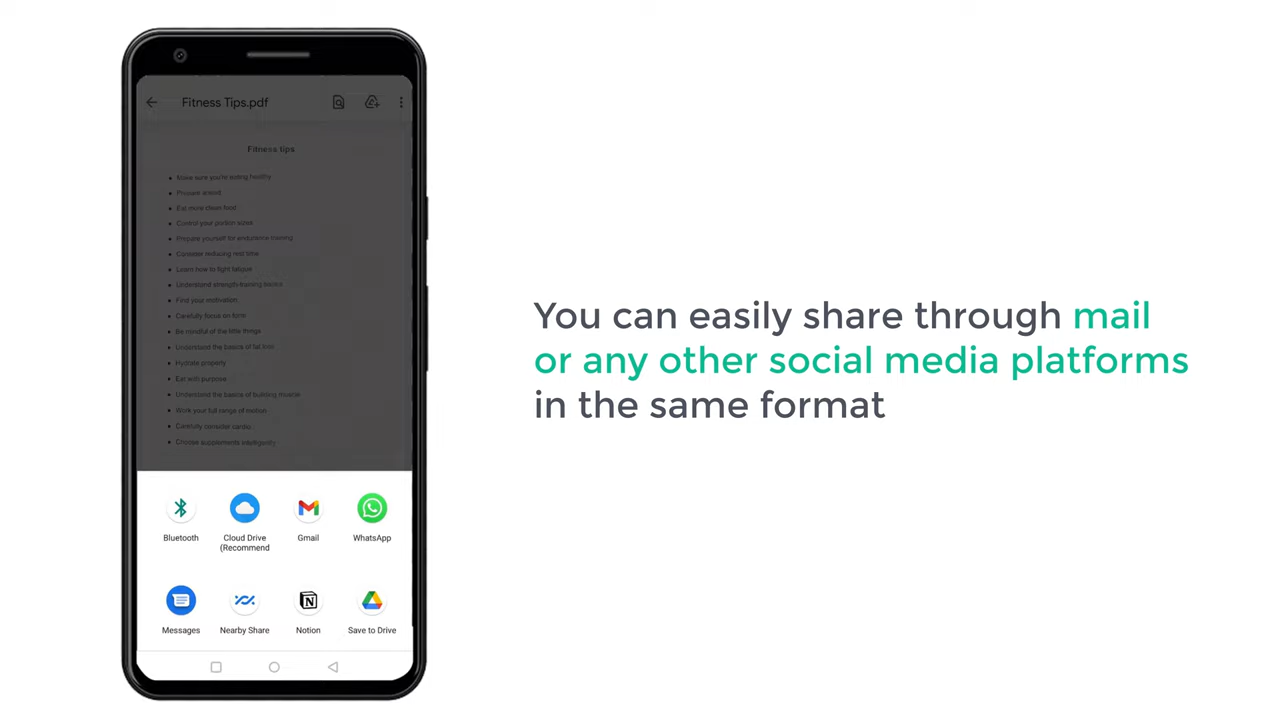 Fitness Tips.pdf
Fitness tips
Make sure you're eating healthy
Prepare ahead
Eat more clean food
Control your portion sizes
Prepare yourself for endurance training
Consider reducing rest time
Learn how to fight fatigue
Understand strength-training basics
Find your motivation
Carefully focus on form
Be mindful of the little things
Understand the basics of fat loss
Hydrate properly
Eat with purpose
Understand the basics of building muscle
Work your full range of motion
Carefully consider cardio
Choose supplements intelligently
Bluetooth
Cloud Drive
(Recommend
Gmail
WhatsApp
Messages
Nearby Share
Notion
Save to Drive
You can easily share through mail
or any other social media platforms
in the same format